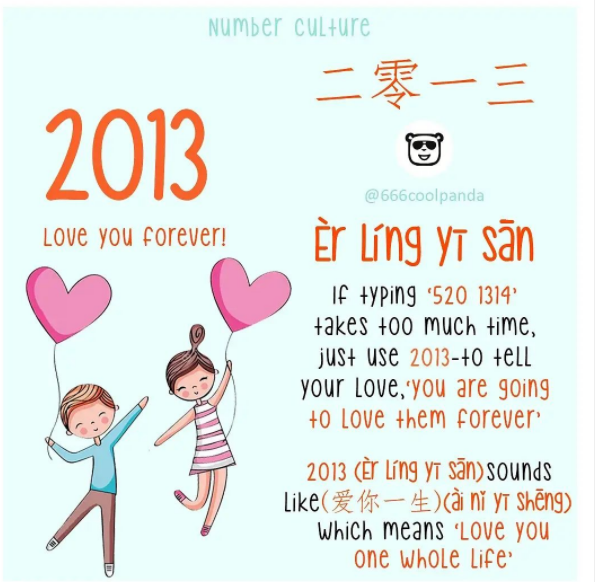 Number culture
二零一三
2013
@666coolpanda
Love you forever!
Èr Líng yī sān
If typing ‘520 1314’
takes too much time,
just use 2013-to tell
your love,‘you are going
to love them forever’
2013 (Èr Líng yī sān)sounds
like(爱你一生)(ài nǐ yī shēng)
which means ‘Love you
one whole life’